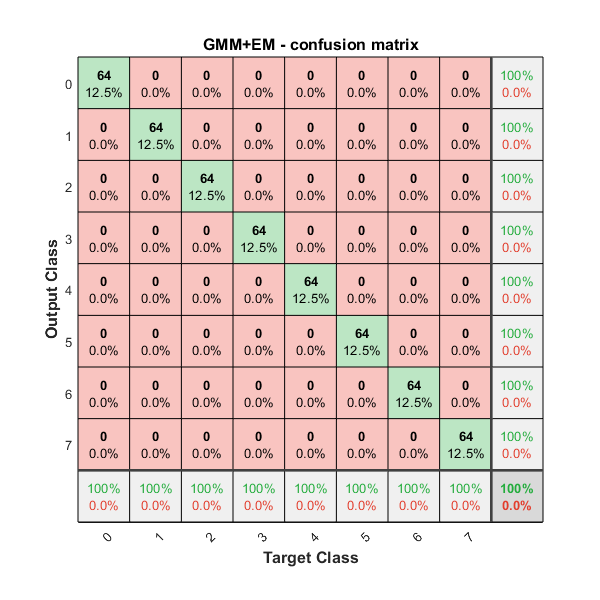 GMM+EM - confusion matrix
0 64 0 0 0 0 0 0 0 100%
12.5% 0.0% 0.0% 0.0% 0.0% 0.0% 0.0% 0.0% 0.0%
1 0 64 0 0 0 0 0 0 100%
0.0% 12.5% 0.0% 0.0% 0.0% 0.0% 0.0% 0.0% 0.0%
2 0 0 64 0 0 0 0 0 100%
0.0% 0.0% 12.5% 0.0% 0.0% 0.0% 0.0% 0.0% 0.0%
3 0 0 0 64 0 0 0 0 100%
0.0% 0.0% 0.0% 12.5% 0.0% 0.0% 0.0% 0.0% 0.0%
4 0 0 0 0 64 0 0 0 100%
0.0% 0.0% 0.0% 0.0% 12.5% 0.0% 0.0% 0.0% 0.0%
5 0 0 0 0 0 64 0 0 100%
0.0% 0.0% 0.0% 0.0% 0.0% 12.5% 0.0% 0.0% 0.0%
6 0 0 0 0 0 0 64 0 100%
0.0% 0.0% 0.0% 0.0% 0.0% 0.0% 12.5% 0.0% 0.0%
7 0 0 0 0 0 0 0 64 100%
0.0% 0.0% 0.0% 0.0% 0.0% 0.0% 0.0% 12.5% 0.0%
100% 100% 100% 100% 100% 100% 100% 100% 100%
0.0% 0.0% 0.0% 0.0% 0.0% 0.0% 0.0% 0.0% 0.0%
0 1 2 3 4 5 6 7
Target Class
Output Class